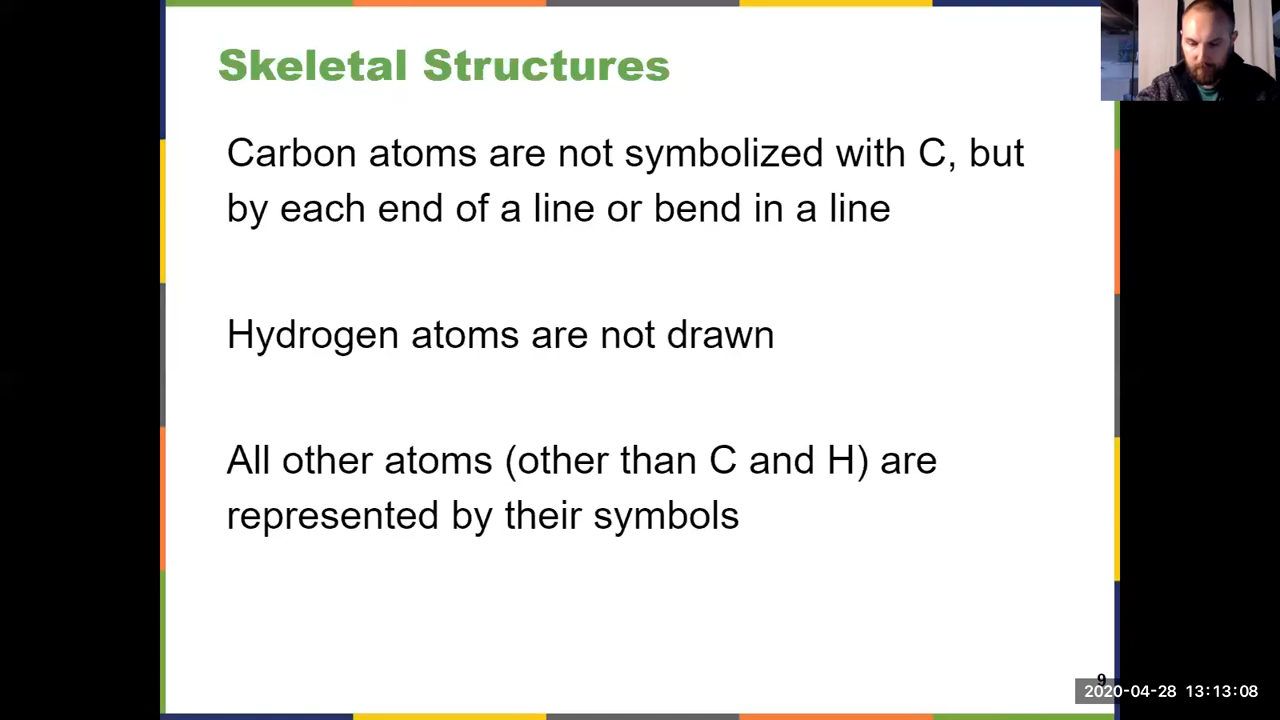 Skeletal Structures
Carbon atoms are not symbolized with C, but
by each end of a line or bend in a line
Hydrogen atoms are not drawn
All other atoms (other than C and H) are
represented by their symbols
9
2020-04-28 13:13:08